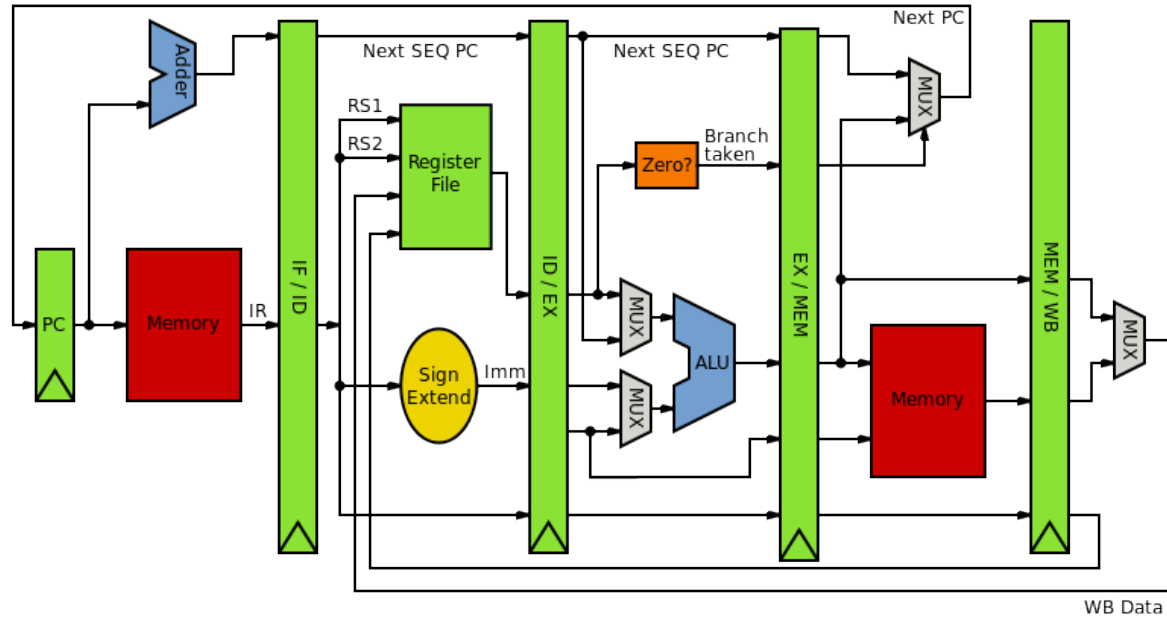 Next PC
Adder
Next SEQ PC
Next SEQ PC
MUX
RS1
RS2
Register
File
Branch
taken
Zero?
IF / ID
ID / EX
EX / MEM
MEM / WB
PC
Memory
IR
MUX
MUX
ALU
Sign
Extend
Imm
MUX
Memory
WB Data